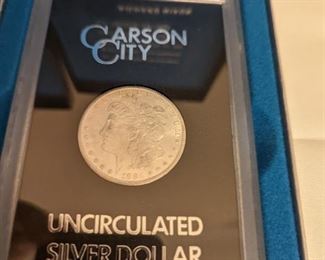 CARSON
CITY
UNCIRCULATED
SILVER DOLLAR